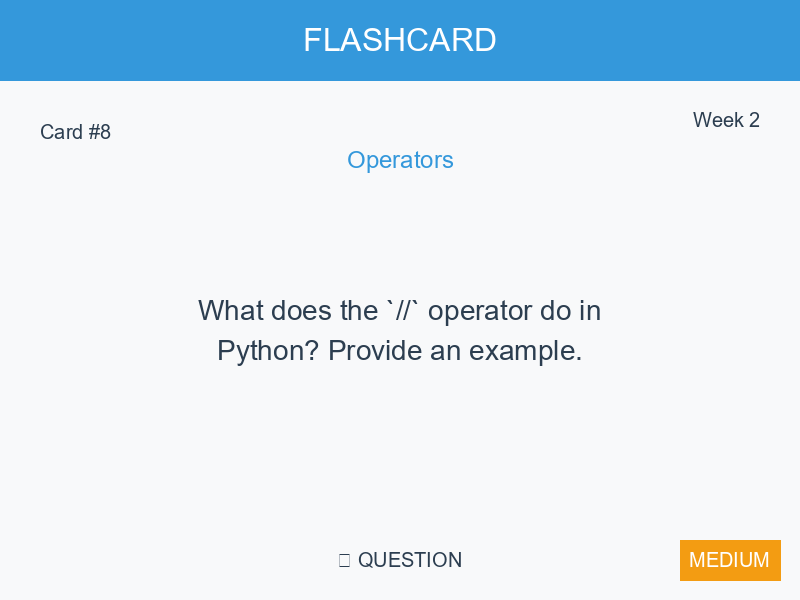 FLASHCARD
Card #8
Week 2
Operators
What does the `//` operator do in
Python? Provide an example.
QUESTION
MEDIUM